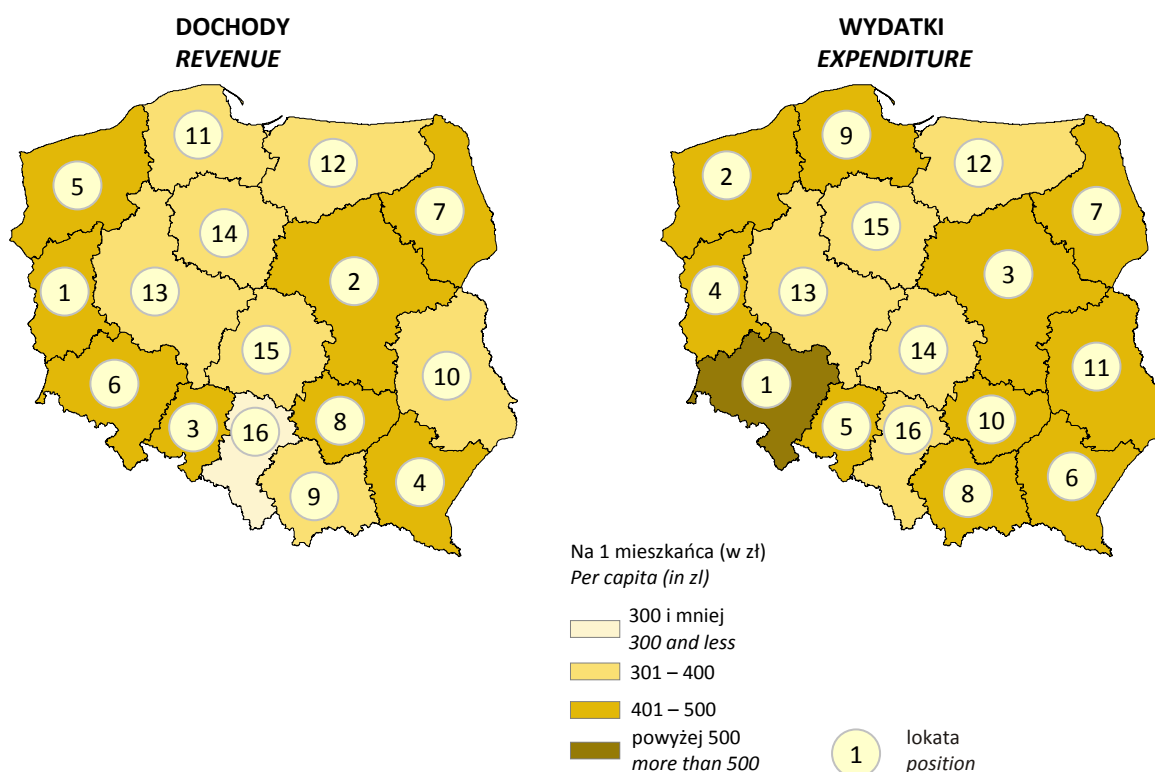 DOCHODY
REVENUE
11
12
5
7
14
2
1
13
15
10
6
8
3
16
4
9
WYDATKI
EXPENDITURE
9
12
2
7
15
3
4
13
14
11
1
10
5
16
6
8
Na 1 mieszkańca (w zł)
Per capita (in zl)
300 i mniej
300 and less
301 – 400
401 – 500
powyżej 500
more than 500
1
lokata
position